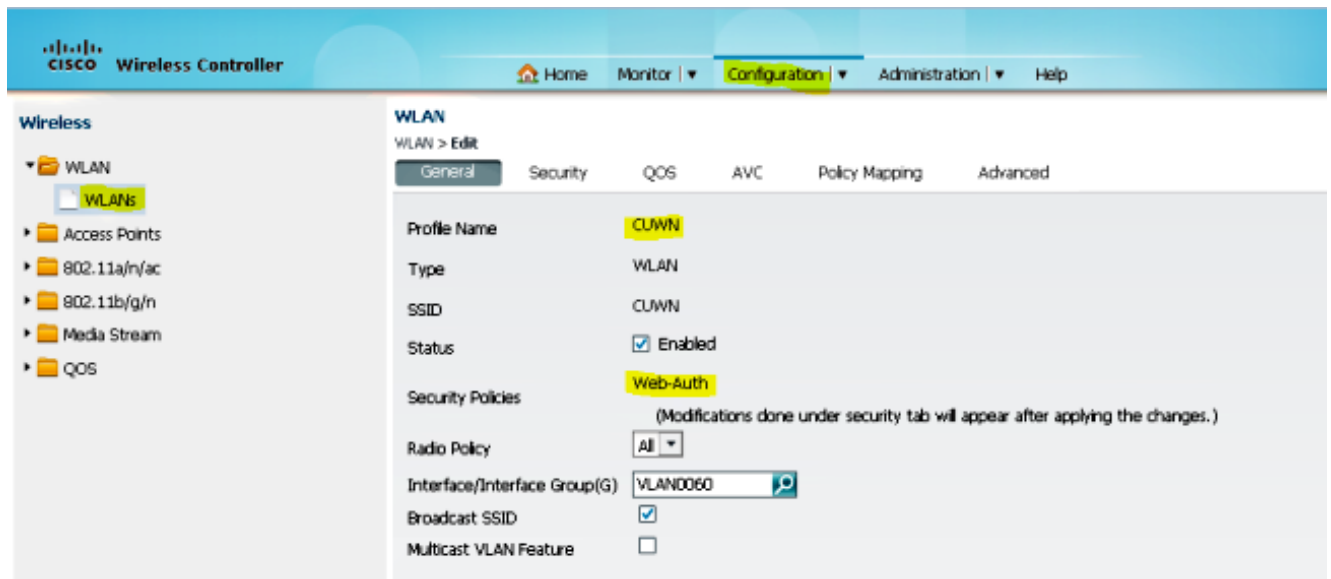 CISCO Wireless Controller
Home Monitor Configuration Administration Help
Wireless
WLAN
WLANs
Access Points
802.11a/n/ac
802.11b/g/n
Media Stream
QOS
WLAN
WLAN > Edit
General Security QOS AVC Policy Mapping Advanced
Profile Name CUWN
Type WLAN
SSID CUWN
Status Enabled
Security Policies Web-Auth
(Modifications done under security tab will appear after applying the changes.)
Radio Policy All
Interface/Interface Group(G) VLAN0060
Broadcast SSID
Multicast VLAN Feature